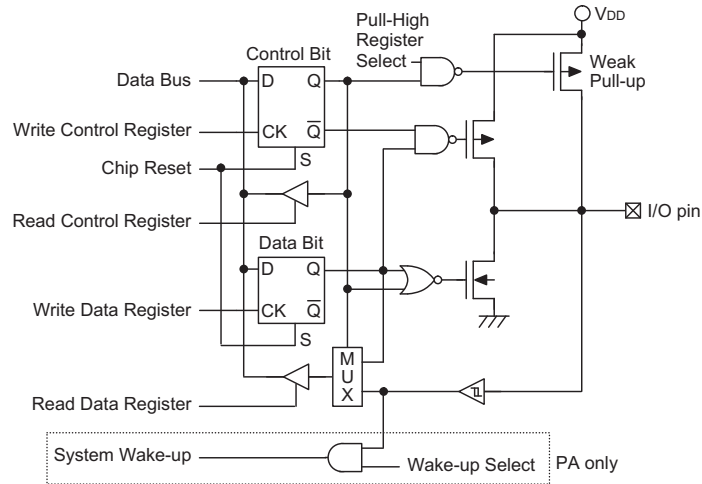 VDD
Pull-High
Register
Select
Weak
Pull-up
Control Bit
Data Bus
D
Q
Write Control Register
CK
Q
Chip Reset
S
I/O pin
Read Control Register
Data Bit
D
Q
Write Data Register
CK
Q
S
M
U
X
Read Data Register
System Wake-up
Wake-up Select
PA only